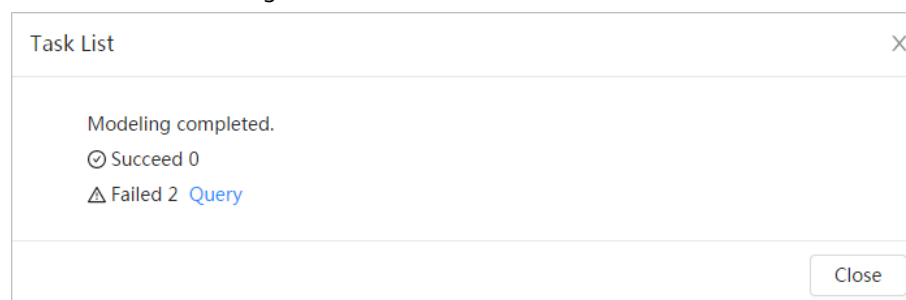 Task List
Modeling completed.
Succeed 0
Failed 2 Query
Close